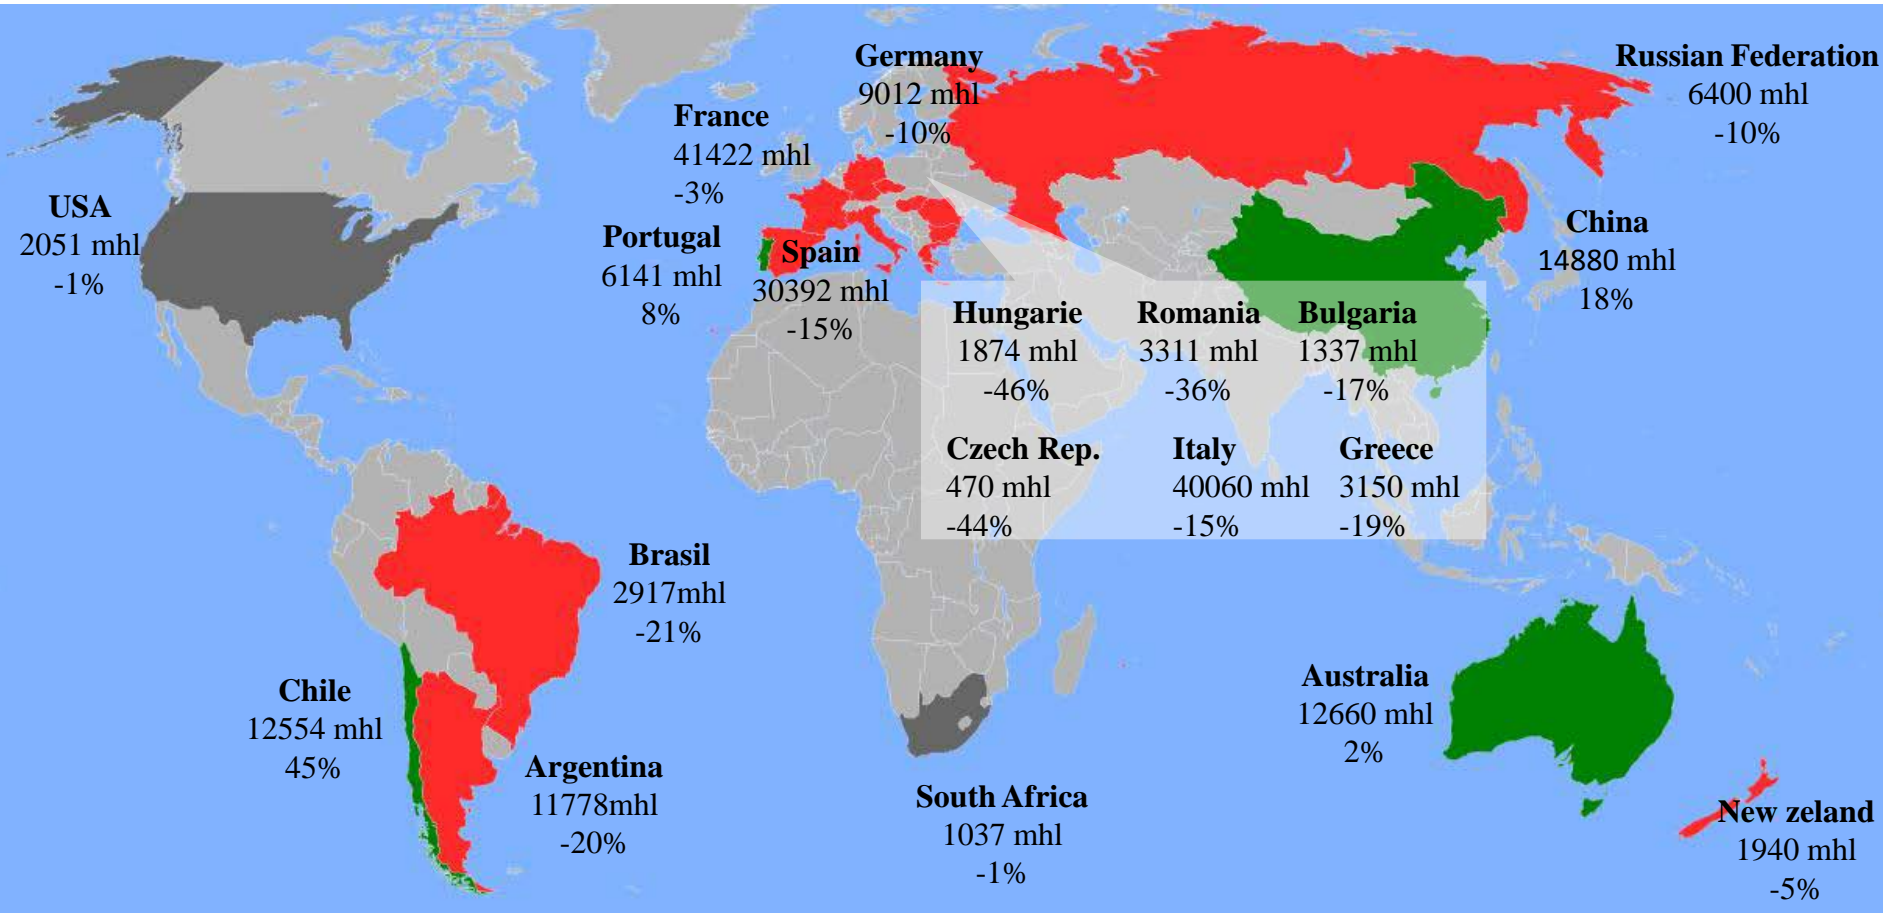 Germany
9012 mhl
-10%
Russian Federation
6400 mhl
-10%
France
41422 mhl
-3%
USA
2051 mhl
-1%
Portugal
6141 mhl
8%
Spain
30392 mhl
-15%
China
14880 mhl
18%
Hungarie
1874 mhl
-46%
Romania
3311 mhl
-36%
Bulgaria
1337 mhl
-17%
Czech Rep.
470 mhl
-44%
Italy
40060 mhl
-15%
Greece
3150 mhl
-19%
Brasil
2917mhl
-21%
Chile
12554 mhl
45%
Argentina
11778mhl
-20%
South Africa
1037 mhl
-1%
Australia
12660 mhl
2%
New zeland
1940 mhl
-5%